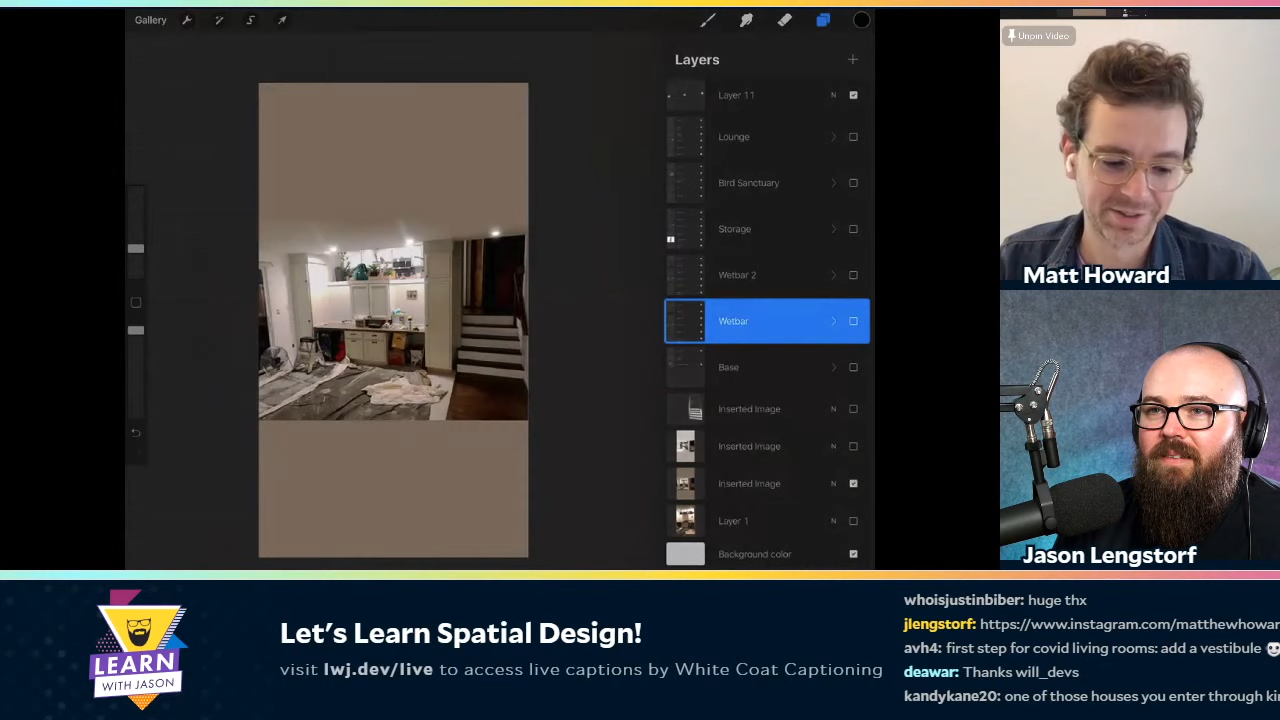 Gallery
Layers
Layer 11
N
Lounge
Bird Sanctuary
Storage
Wetbar 2
Wetbar
Base
Inserted Image
N
Inserted Image
N
Inserted Image
N
Layer 1
N
Background color
Unpin Video
Matt Howard
Jason Lengstorf
LEARN
WITH JASON
Let's Learn Spatial Design!
visit lwj.dev/live to access live captions by White Coat Captioning
whoisjustinbiber: huge thx
jlengstorf: https://www.instagram.com/matthewhowar
avh4: first step for covid living rooms: add a vestibule
deawar: Thanks will_devs
kandykane20: one of those houses you enter through ki